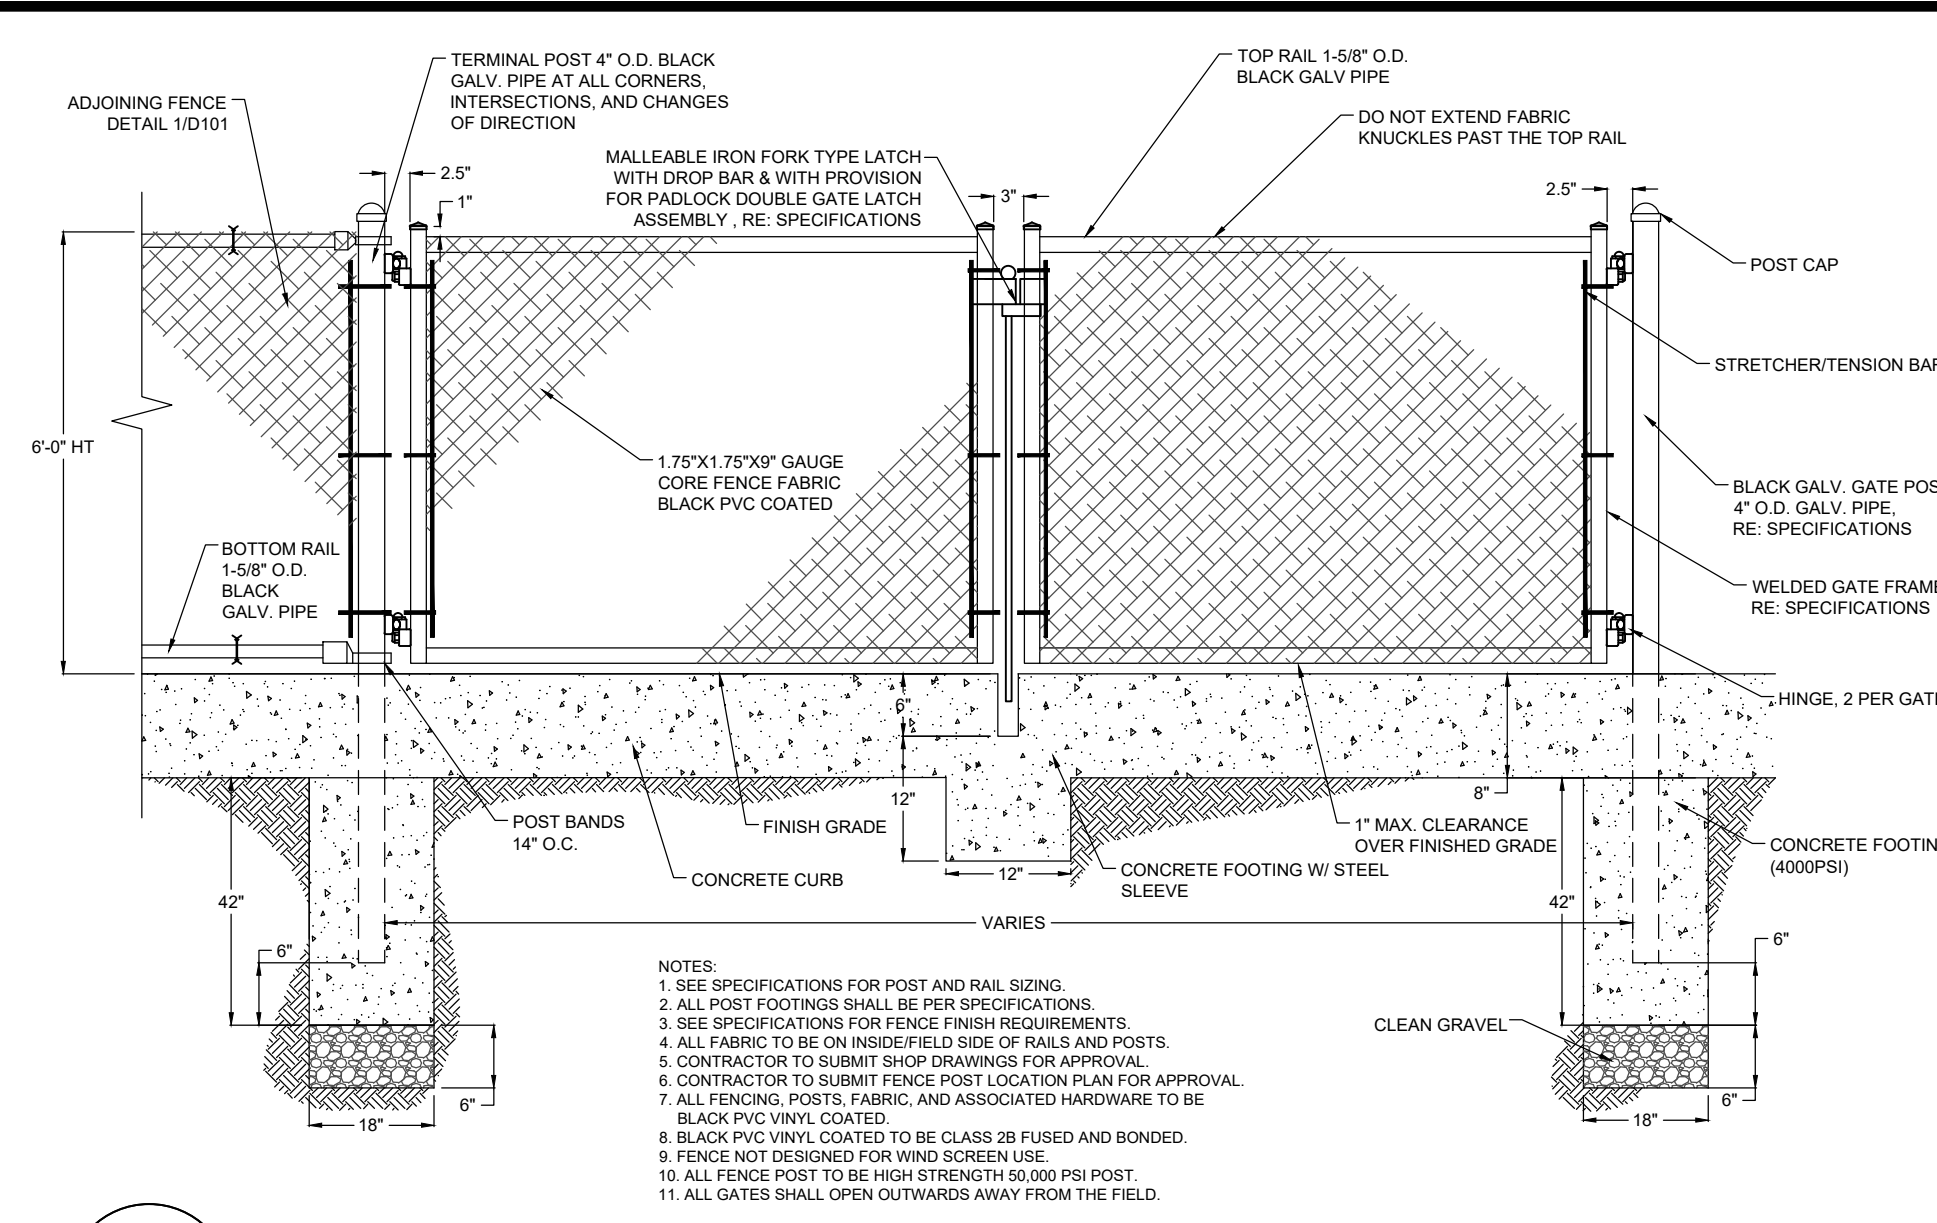 TERMINAL POST 4" O.D. BLACK
GALV. PIPE AT ALL CORNERS,
INTERSECTIONS, AND CHANGES
OF DIRECTION
ADJOINING FENCE
DETAIL 1/D101
MALLEABLE IRON FORK TYPE LATCH
WITH DROP BAR & WITH PROVISION
FOR PADLOCK DOUBLE GATE LATCH
ASSEMBLY , RE: SPECIFICATIONS
TOP RAIL 1-5/8" O.D.
BLACK GALV PIPE
DO NOT EXTEND FABRIC
KNUCKLES PAST THE TOP RAIL
2.5"
1"
3"
2.5"
POST CAP
STRETCHER/TENSION BAR
6'-0" HT
1.75"X1.75"X9" GAUGE
CORE FENCE FABRIC
BLACK PVC COATED
BLACK GALV. GATE POS
4" O.D. GALV. PIPE,
RE: SPECIFICATIONS
BOTTOM RAIL
1-5/8" O.D.
BLACK
GALV. PIPE
WELDED GATE FRAME
RE: SPECIFICATIONS
HINGE, 2 PER GATE
6"
12"
8"
POST BANDS
14" O.C.
FINISH GRADE
1" MAX. CLEARANCE
OVER FINISHED GRADE
CONCRETE CURB
12"
CONCRETE FOOTING W/ STEEL
SLEEVE
CONCRETE FOOTIN
(4000PSI)
42"
42"
VARIES
6"
6"
CLEAN GRAVEL
6"
18"
6"
18"
NOTES:
1. SEE SPECIFICATIONS FOR POST AND RAIL SIZING.
2. ALL POST FOOTINGS SHALL BE PER SPECIFICATIONS.
3. SEE SPECIFICATIONS FOR FENCE FINISH REQUIREMENTS.
4. ALL FABRIC TO BE ON INSIDE/FIELD SIDE OF RAILS AND POSTS.
5. CONTRACTOR TO SUBMIT SHOP DRAWINGS FOR APPROVAL.
6. CONTRACTOR TO SUBMIT FENCE POST LOCATION PLAN FOR APPROVAL.
7. ALL FENCING, POSTS, FABRIC, AND ASSOCIATED HARDWARE TO BE
BLACK PVC VINYL COATED.
8. BLACK PVC VINYL COATED TO BE CLASS 2B FUSED AND BONDED.
9. FENCE NOT DESIGNED FOR WIND SCREEN USE.
10. ALL FENCE POST TO BE HIGH STRENGTH 50,000 PSI POST.
11. ALL GATES SHALL OPEN OUTWARDS AWAY FROM THE FIELD.